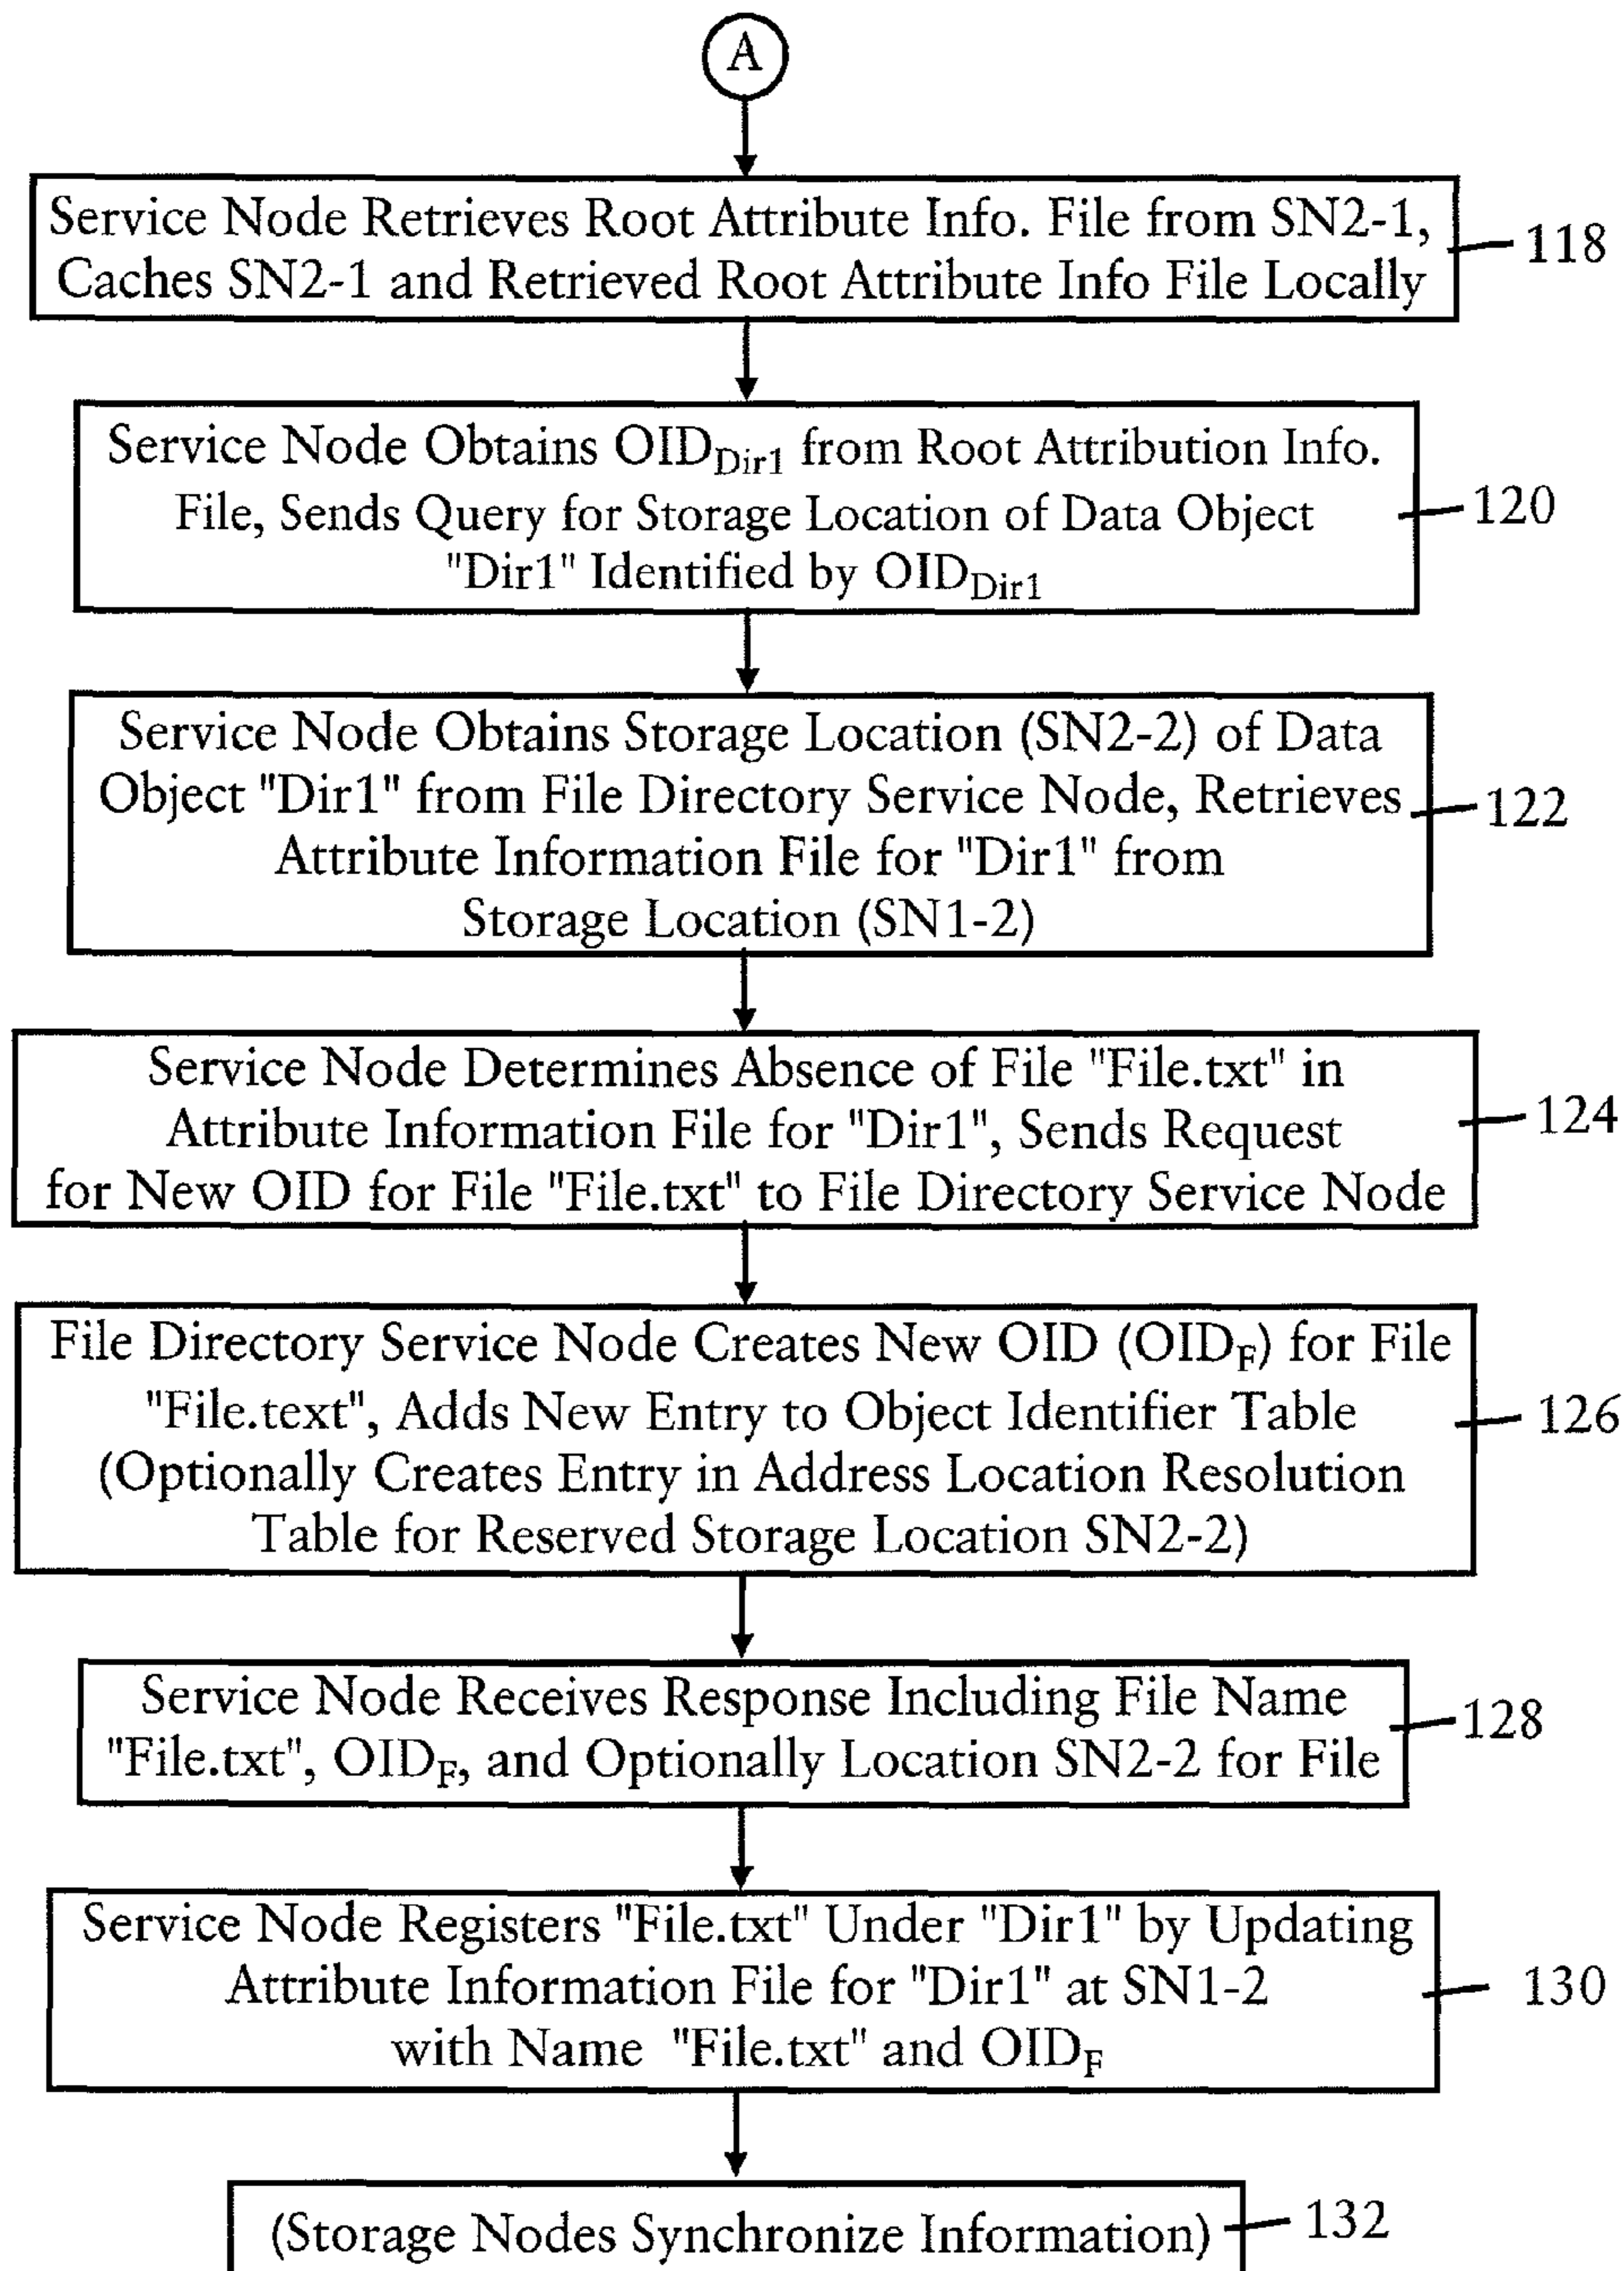 A
Service Node Retrieves Root Attribute Info. File from SN2-1,
Caches SN2-1 and Retrieved Root Attribute Info File Locally
118
Service Node Obtains OID_Dir1 from Root Attribution Info.
File, Sends Query for Storage Location of Data Object
"Dir1" Identified by OID_Dir1
120
Service Node Obtains Storage Location (SN2-2) of Data
Object "Dir1" from File Directory Service Node, Retrieves
Attribute Information File for "Dir1" from
Storage Location (SN1-2)
122
Service Node Determines Absence of File "File.txt" in
Attribute Information File for "Dir1", Sends Request
for New OID for File "File.txt" to File Directory Service Node
124
File Directory Service Node Creates New OID (OID_F) for File
"File.text", Adds New Entry to Object Identifier Table
(Optionally Creates Entry in Address Location Resolution
Table for Reserved Storage Location SN2-2)
126
Service Node Receives Response Including File Name
"File.txt", OID_F, and Optionally Location SN2-2 for File
128
Service Node Registers "File.txt" Under "Dir1" by Updating
Attribute Information File for "Dir1" at SN1-2
with Name "File.txt" and OID_F
130
(Storage Nodes Synchronize Information)
132